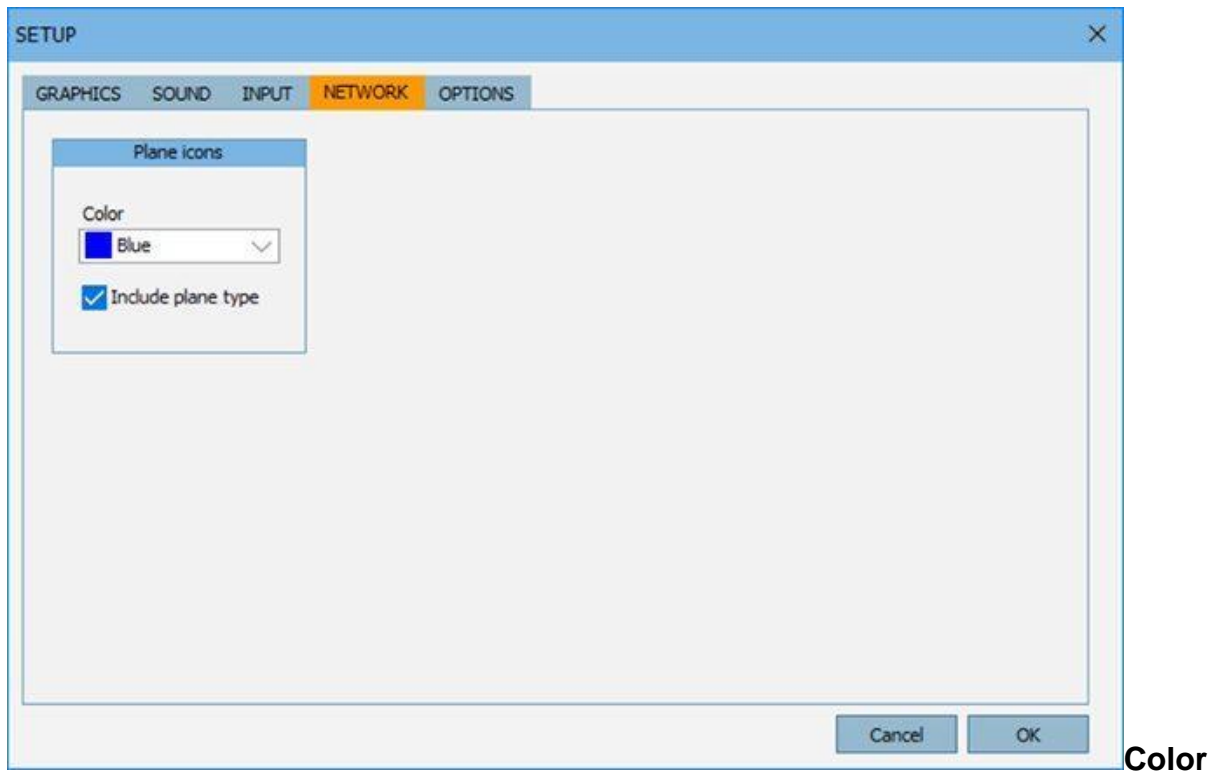 SETUP
GRAPHICS SOUND INPUT NETWORK OPTIONS
Plane icons
Color
Blue
Include plane type
Cancel OK
Color